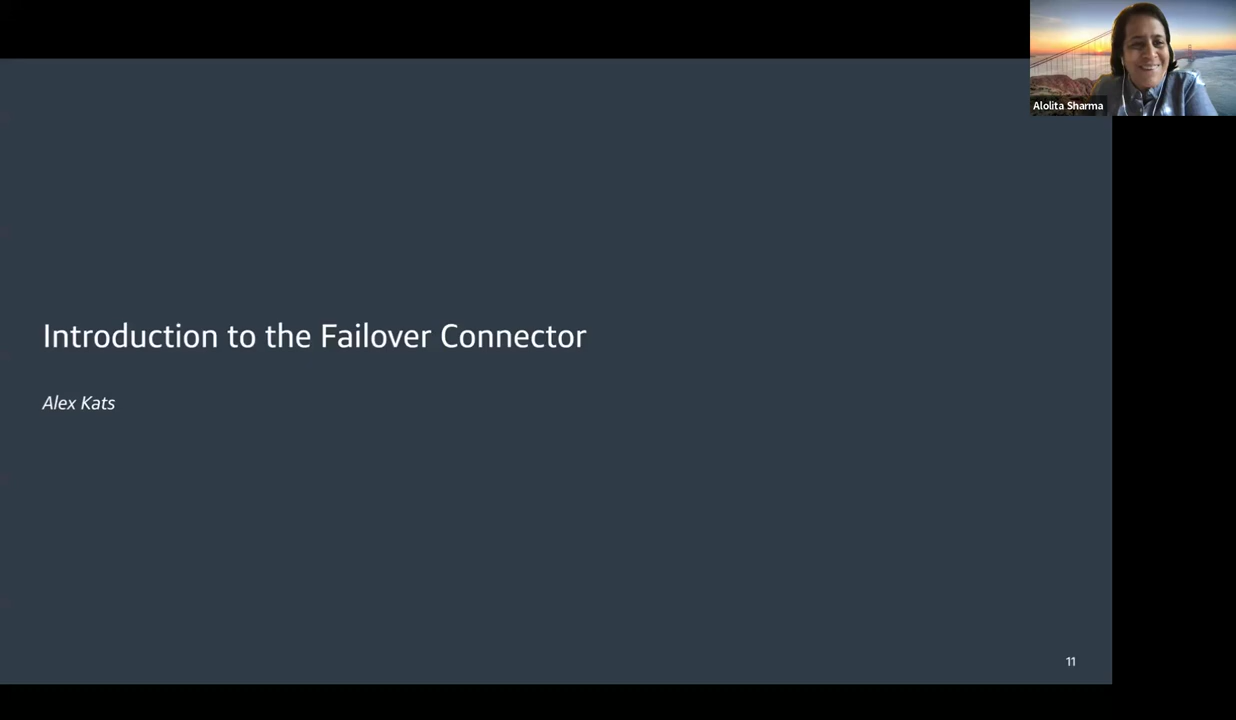 Alolita Sharma
Introduction to the Failover Connector
Alex Kats
11